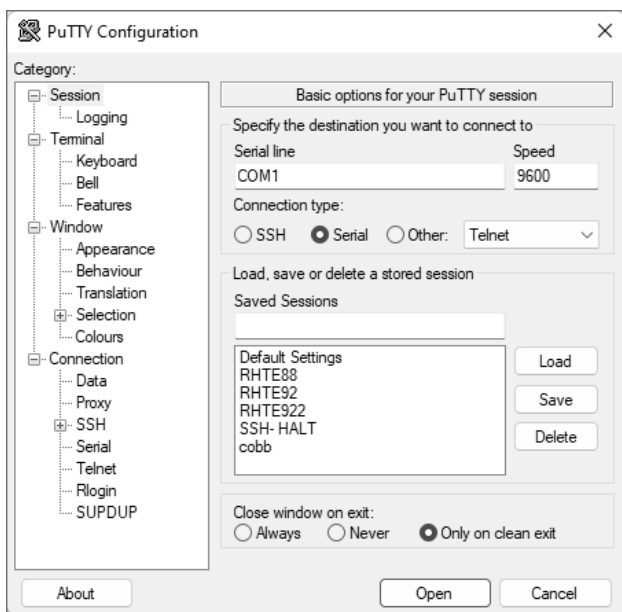 PuTTY Configuration
Category:
Session
Logging
Terminal
Keyboard
Bell
Features
Window
Appearance
Behaviour
Translation
Selection
Colours
Connection
Data
Proxy
SSH
Serial
Telnet
Rlogin
SUPDUP
Basic options for your PuTTY session
Specify the destination you want to connect to
Serial line Speed
COM1 9600
Connection type:
SSH Serial Other: Telnet
Load, save or delete a stored session
Saved Sessions
Default Settings
RHTE88
RHTE92
RHTE922
SSH- HALT
cobb
Load
Save
Delete
Close window on exit:
Always Never Only on clean exit
About Open Cancel